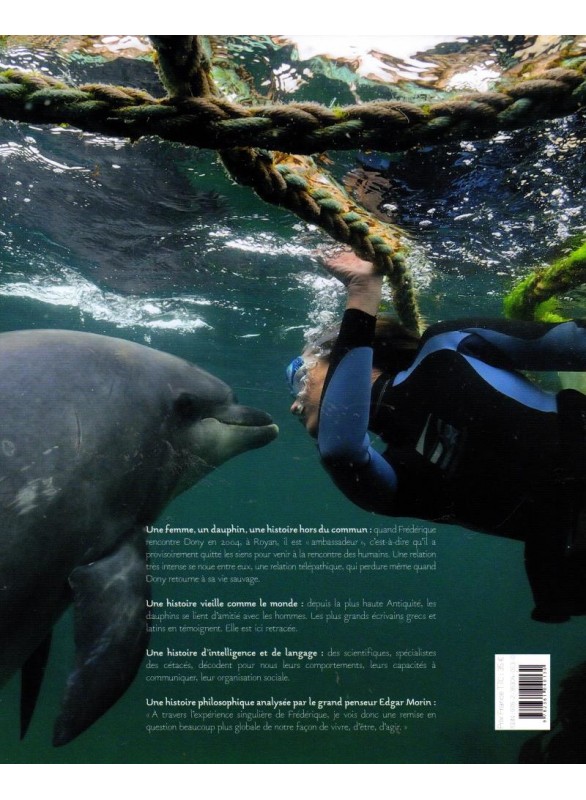 Une femme, un dauphin, une histoire hors du commun : quand Frédérique
rencontre Dony en 2004, à Royan, il est « ambassadeur », c'est-à-dire qu'il a
provisoirement quitté les siens pour venir à la rencontre des humains. Une relation
très intense se noue entre eux, une relation télépathique, qui perdure même quand
Dony retourne à sa vie sauvage.
Une histoire vieille comme le monde : depuis la plus haute Antiquité, les
dauphins se lient d'amitié avec les hommes. Les plus grands écrivains grecs et
latins en témoignent. Elle est ici retracée.
Une histoire d'intelligence et de langage : des scientifiques, spécialistes
des cétacés, décodent pour nous leurs comportements, leurs capacités à
communiquer, leur organisation sociale.
Une histoire philosophique analysée par le grand penseur Edgar Morin :
« A travers l'expérience singulière de Frédérique, je vois donc une remise en
question beaucoup plus globale de notre façon de vivre, d'être, d'agir. »